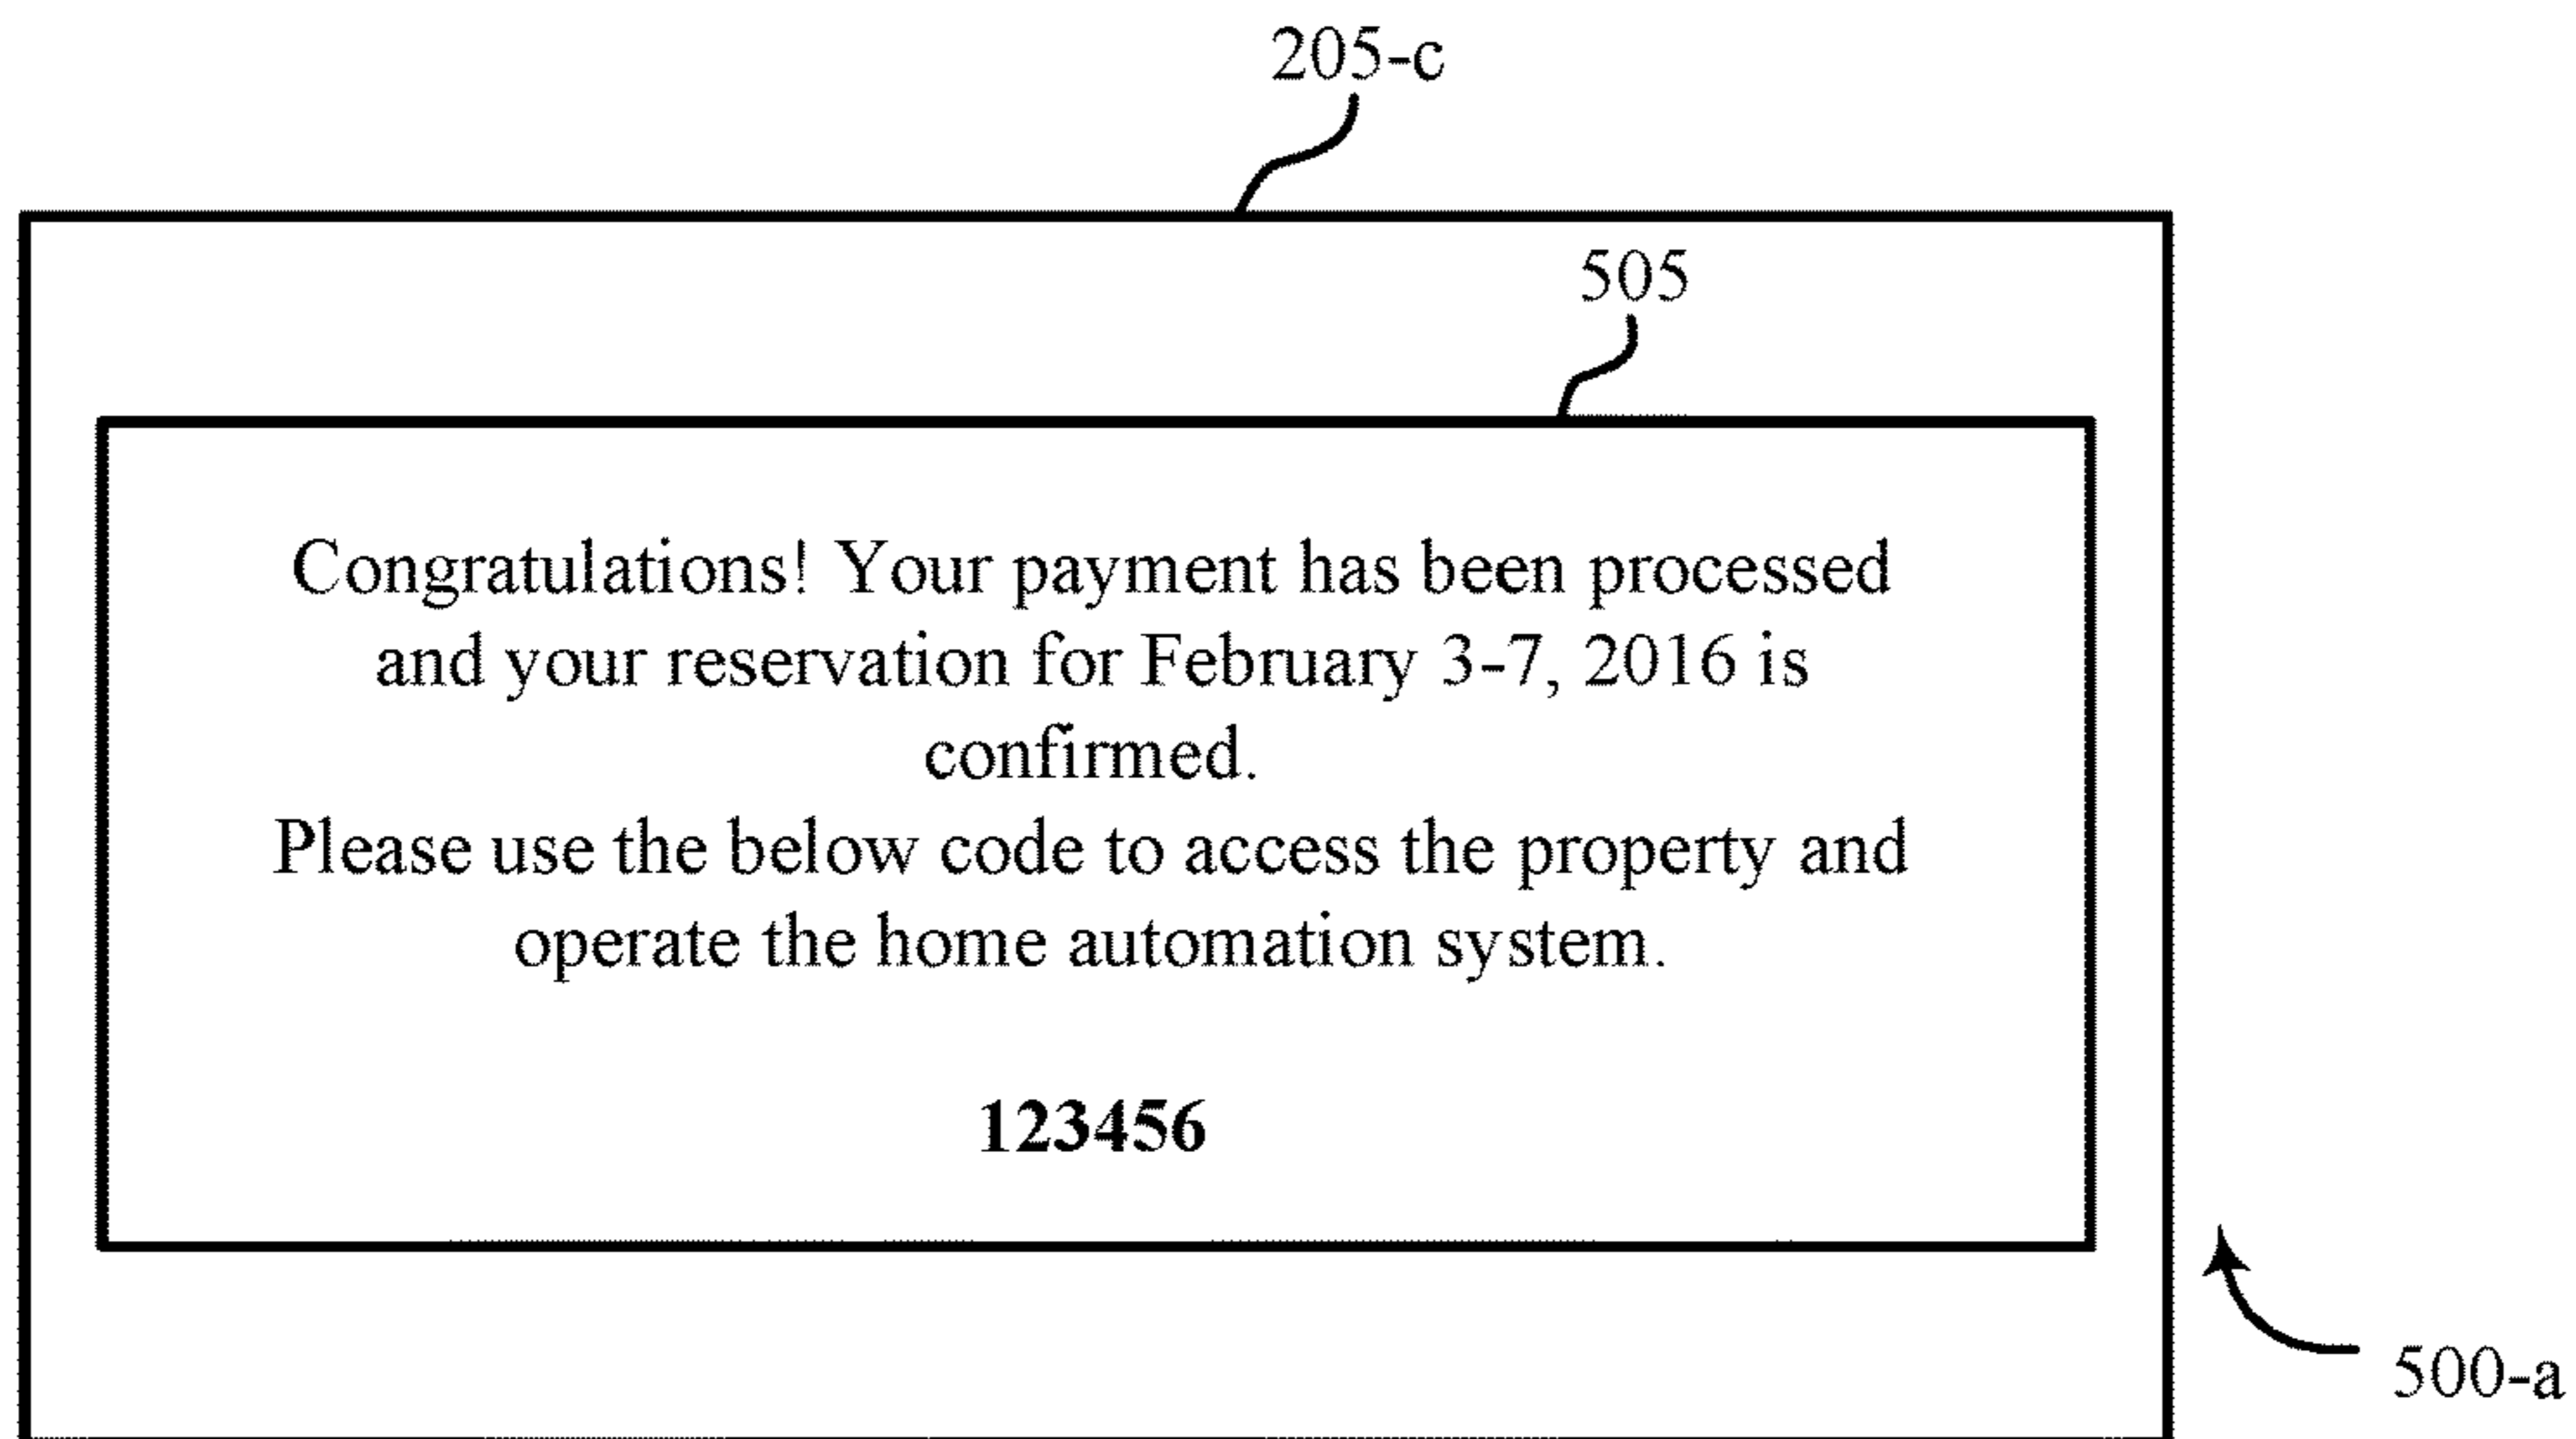 205-c
505
Congratulations! Your payment has been processed
and your reservation for February 3-7, 2016 is
confirmed.
Please use the below code to access the property and
operate the home automation system.
123456
500-a